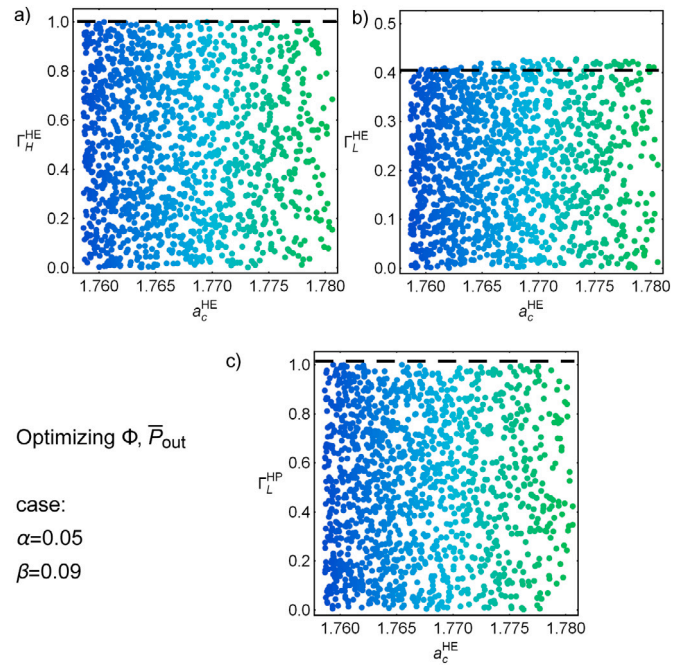 a)
1.0
0.8
0.6
0.4
0.2
0.0
Γ_H^HE
1.760 1.765 1.770 1.775 1.780
a_c^HE
b)
0.5
0.4
0.3
0.2
0.1
0.0
Γ_L^HE
1.760 1.765 1.770 1.775 1.780
a_c^HE
c)
1.0
0.8
0.6
0.4
0.2
0.0
Γ_L^HP
1.760 1.765 1.770 1.775 1.780
a_c^HE
Optimizing Φ, P̅_out
case:
α=0.05
β=0.09